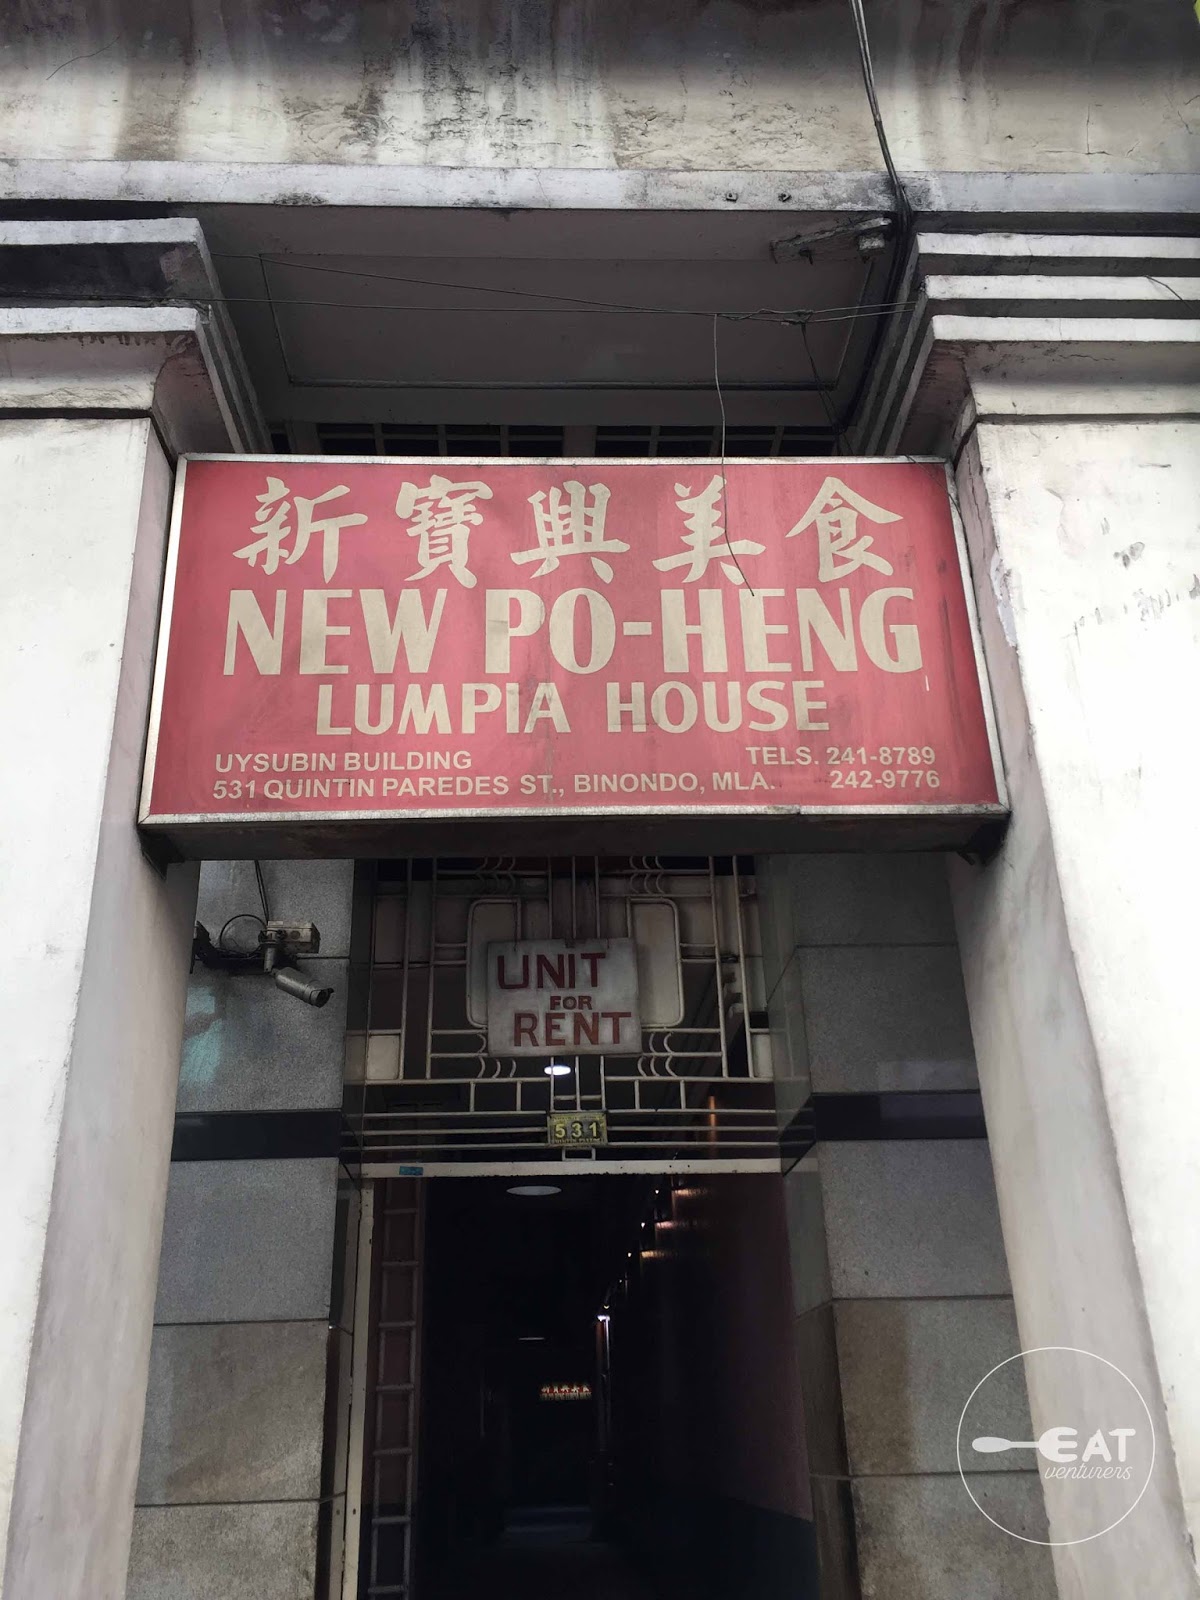 新寶興美食
NEW PO-HENG
LUMPIA HOUSE
UYSUBIN BUILDING
531 QUINTIN PAREDES ST., BINONDO, MLA.
TELS. 241-8789
242-9776
UNIT
FOR
RENT
531
EAT
venturers